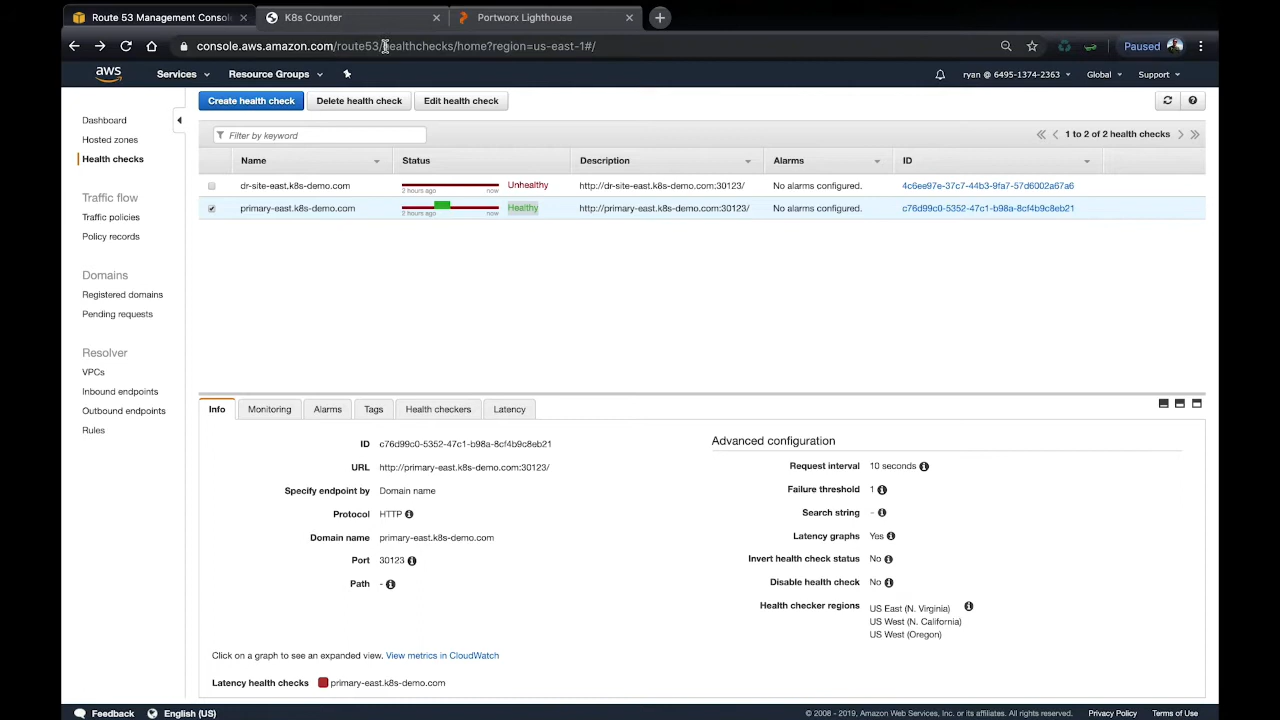 Route 53 Management Consol
K8s Counter
Portworx Lighthouse
console.aws.amazon.com/route53/healthchecks/home?region=us-east-1#/
Paused
aws
Services
Resource Groups
ryan @ 6495-1374-2363
Global
Support
Dashboard
Hosted zones
Health checks
Traffic flow
Traffic policies
Policy records
Domains
Registered domains
Pending requests
Resolver
VPCs
Inbound endpoints
Outbound endpoints
Rules
Create health check
Delete health check
Edit health check
Filter by keyword
1 to 2 of 2 health checks
Name Status Description Alarms ID
dr-site-east.k8s-demo.com 2 hours ago now Unhealthy http://dr-site-east.k8s-demo.com:30123/ No alarms configured. 4c6ee97e-37c7-44b3-9fa7-57d6002a67a6
primary-east.k8s-demo.com 2 hours ago now Healthy http://primary-east.k8s-demo.com:30123/ No alarms configured. c76d99c0-5352-47c1-b98a-8cf4b9c8eb21
Info Monitoring Alarms Tags Health checkers Latency
ID c76d99c0-5352-47c1-b98a-8cf4b9c8eb21
URL http://primary-east.k8s-demo.com:30123/
Specify endpoint by Domain name
Protocol HTTP
Domain name primary-east.k8s-demo.com
Port 30123
Path -
Advanced configuration
Request interval 10 seconds
Failure threshold 1
Search string -
Latency graphs Yes
Invert health check status No
Disable health check No
Health checker regions US East (N. Virginia)
US West (N. California)
US West (Oregon)
Click on a graph to see an expanded view. View metrics in CloudWatch
Latency health checks primary-east.k8s-demo.com
Feedback
English (US)
© 2008 - 2019, Amazon Web Services, Inc. or its affiliates. All rights reserved.
Privacy Policy
Terms of Use